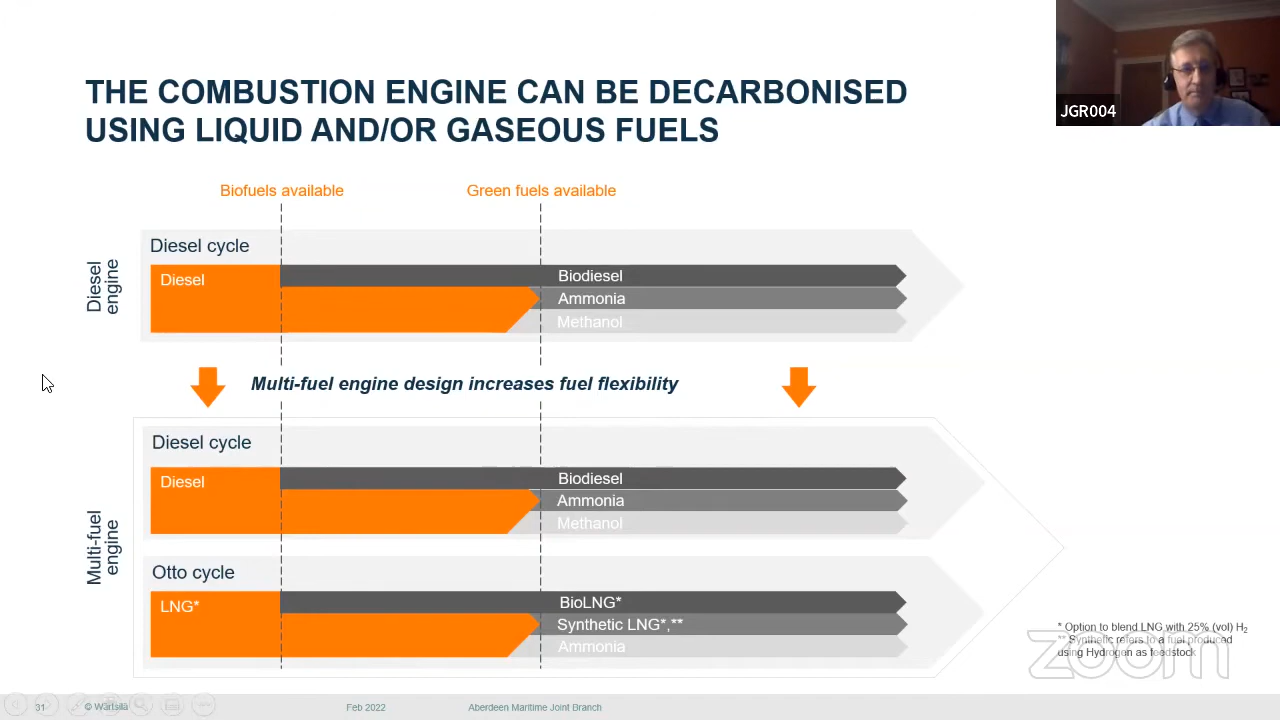 THE COMBUSTION ENGINE CAN BE DECARBONISED
USING LIQUID AND/OR GASEOUS FUELS
JGR004
Biofuels available
Green fuels available
Diesel engine
Diesel cycle
Diesel
Biodiesel
Ammonia
Methanol
Multi-fuel engine design increases fuel flexibility
Multi-fuel engine
Diesel cycle
Diesel
Biodiesel
Ammonia
Methanol
Otto cycle
LNG*
BioLNG*
Synthetic LNG*,**
Ammonia
* Option to blend LNG with 25% (vol) H2
** Synthetic refers to a fuel produced
using Hydrogen as feedstock
zoom
31
© Wärtsilä
Feb 2022
Aberdeen Maritime Joint Branch